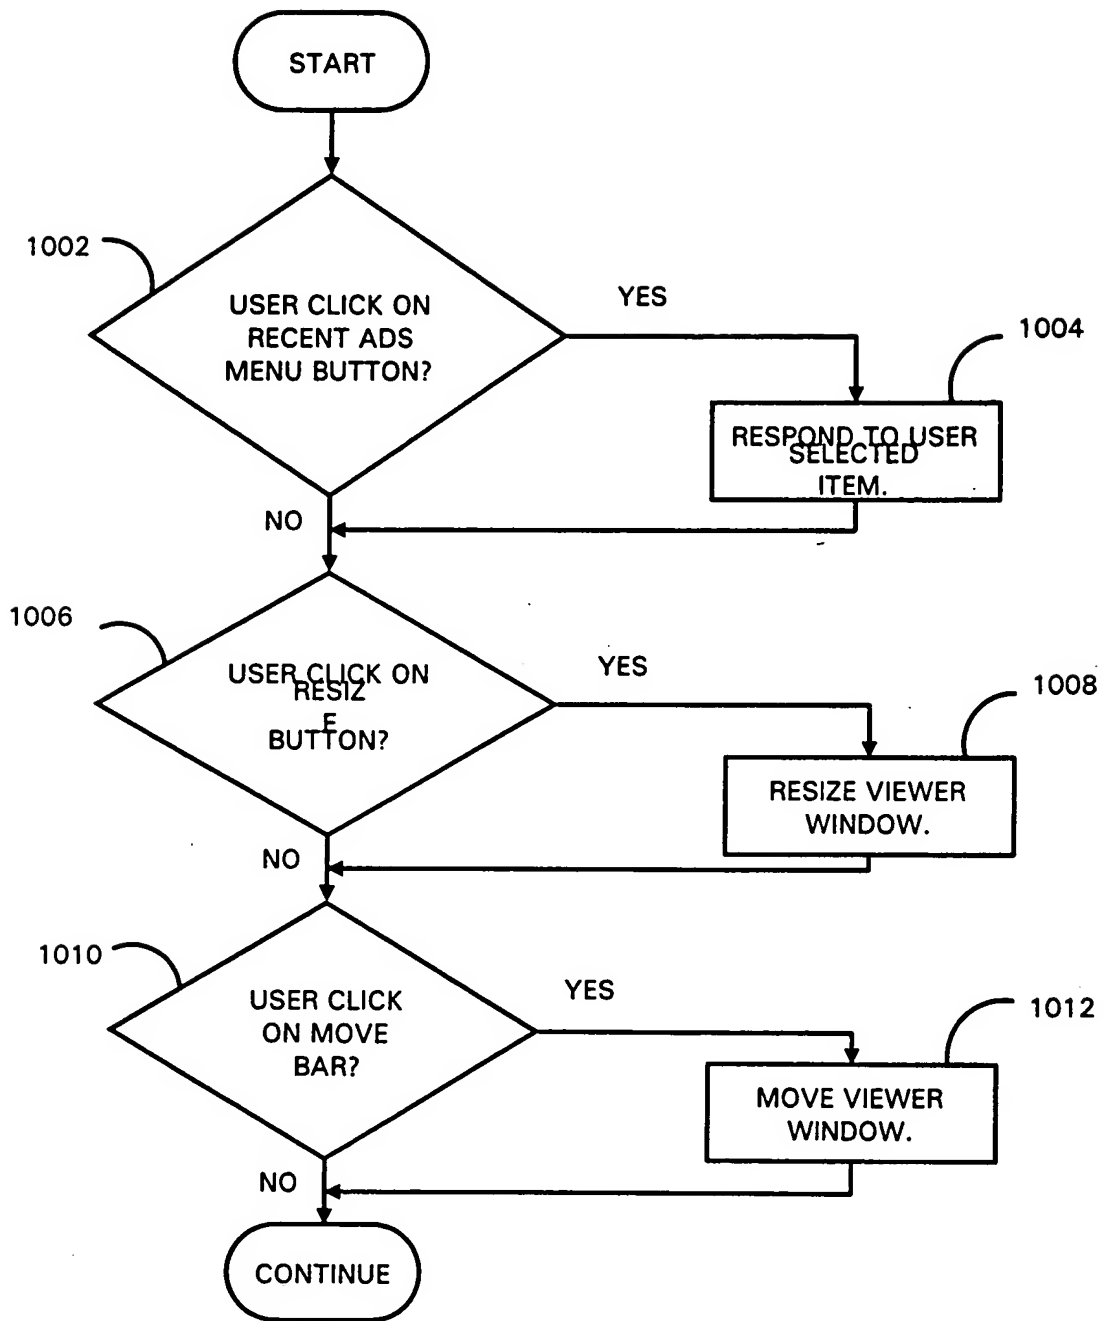 START
1002
USER CLICK ON
RECENT ADS
MENU BUTTON?
YES
1004
RESPOND TO USER
SELECTED
ITEM.
NO
1006
USER CLICK ON
RESIZ
E
BUTTON?
YES
1008
RESIZE VIEWER
WINDOW.
NO
1010
USER CLICK
ON MOVE
BAR?
YES
1012
MOVE VIEWER
WINDOW.
NO
CONTINUE